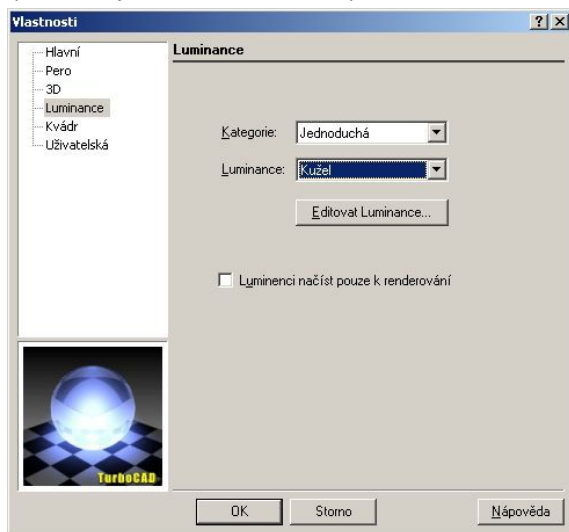 Vlastnosti
Hlavní
Pero
3D
Luminance
Kvádr
Uživatelská
Luminance
Kategorie: Jednoduchá
Luminance: Kužel
Editovat Luminance...
Luminenci načíst pouze k renderování
TurboCAD
OK Storno Nápověda